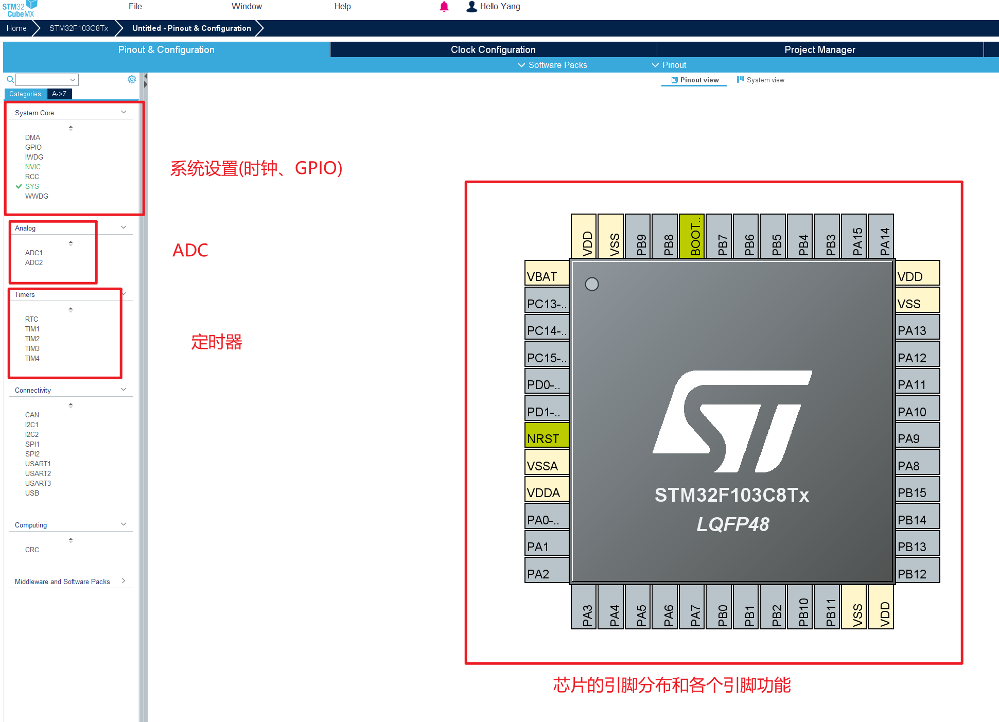 STM32
CubeMX
File
Window
Help
Hello Yang
Home
STM32F103C8Tx
Untitled - Pinout & Configuration
Pinout & Configuration
Clock Configuration
Project Manager
Software Packs
Pinout
Pinout view
System view
Categories
A->Z
System Core
DMA
GPIO
IWDG
NVIC
RCC
SYS
WWDG
系统设置(时钟、GPIO)
Analog
ADC1
ADC2
ADC
Timers
RTC
TIM1
TIM2
TIM3
TIM4
定时器
Connectivity
CAN
I2C1
I2C2
SPI1
SPI2
USART1
USART2
USART3
USB
Computing
CRC
Middleware and Software Packs
VDD
VSS
PB9
PB8
BOOT..
PB7
PB6
PB5
PB4
PB3
PA15
PA14
VBAT
PC13-..
PC14-..
PC15-..
PD0-..
PD1-..
NRST
VSSA
VDDA
PA0-..
PA1
PA2
STM32F103C8Tx
LQFP48
VDD
VSS
PA13
PA12
PA11
PA10
PA9
PA8
PB15
PB14
PB13
PB12
PA3
PA4
PA5
PA6
PA7
PB0
PB1
PB2
PB10
PB11
VSS
VDD
芯片的引脚分布和各个引脚功能